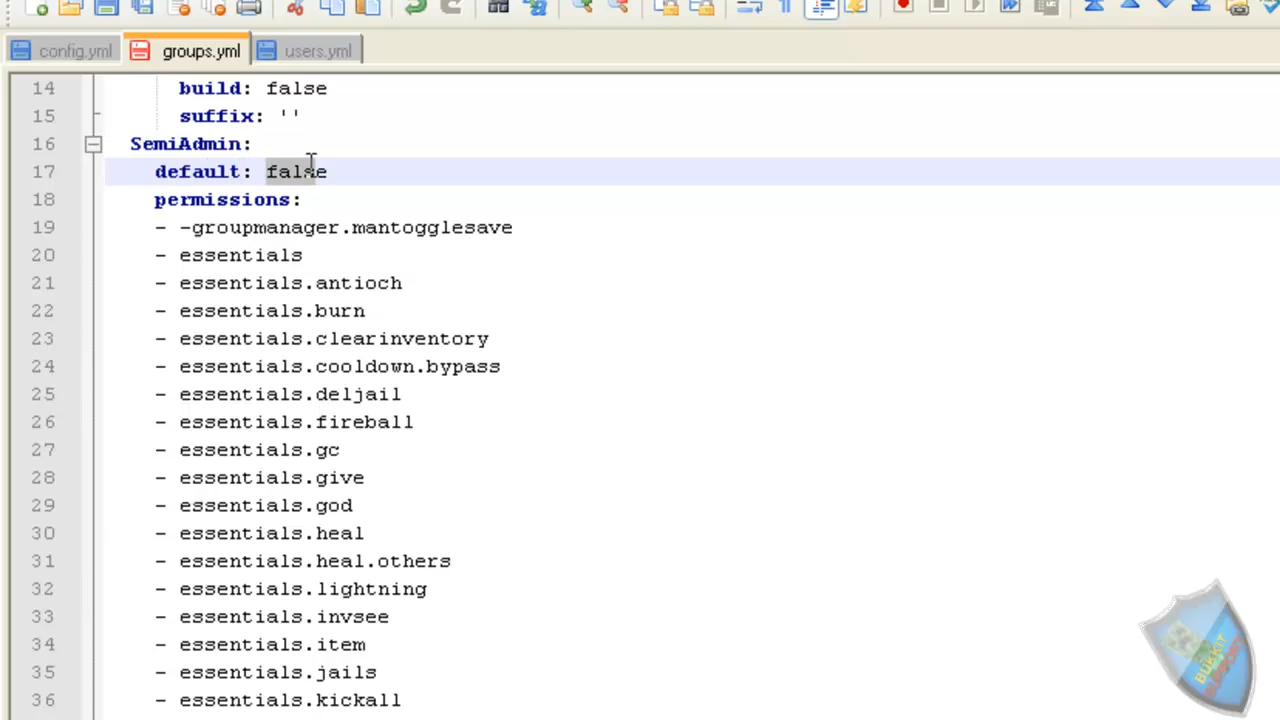 config.yml groups.yml users.yml
14 build: false
15 suffix: ''
16 SemiAdmin:
17 default: false
18 permissions:
19 - -groupmanager.mantogglesave
20 - essentials
21 - essentials.antioch
22 - essentials.burn
23 - essentials.clearinventory
24 - essentials.cooldown.bypass
25 - essentials.deljail
26 - essentials.fireball
27 - essentials.gc
28 - essentials.give
29 - essentials.god
30 - essentials.heal
31 - essentials.heal.others
32 - essentials.lightning
33 - essentials.invsee
34 - essentials.item
35 - essentials.jails
36 - essentials.kickall
BUKKIT
SUPPORT